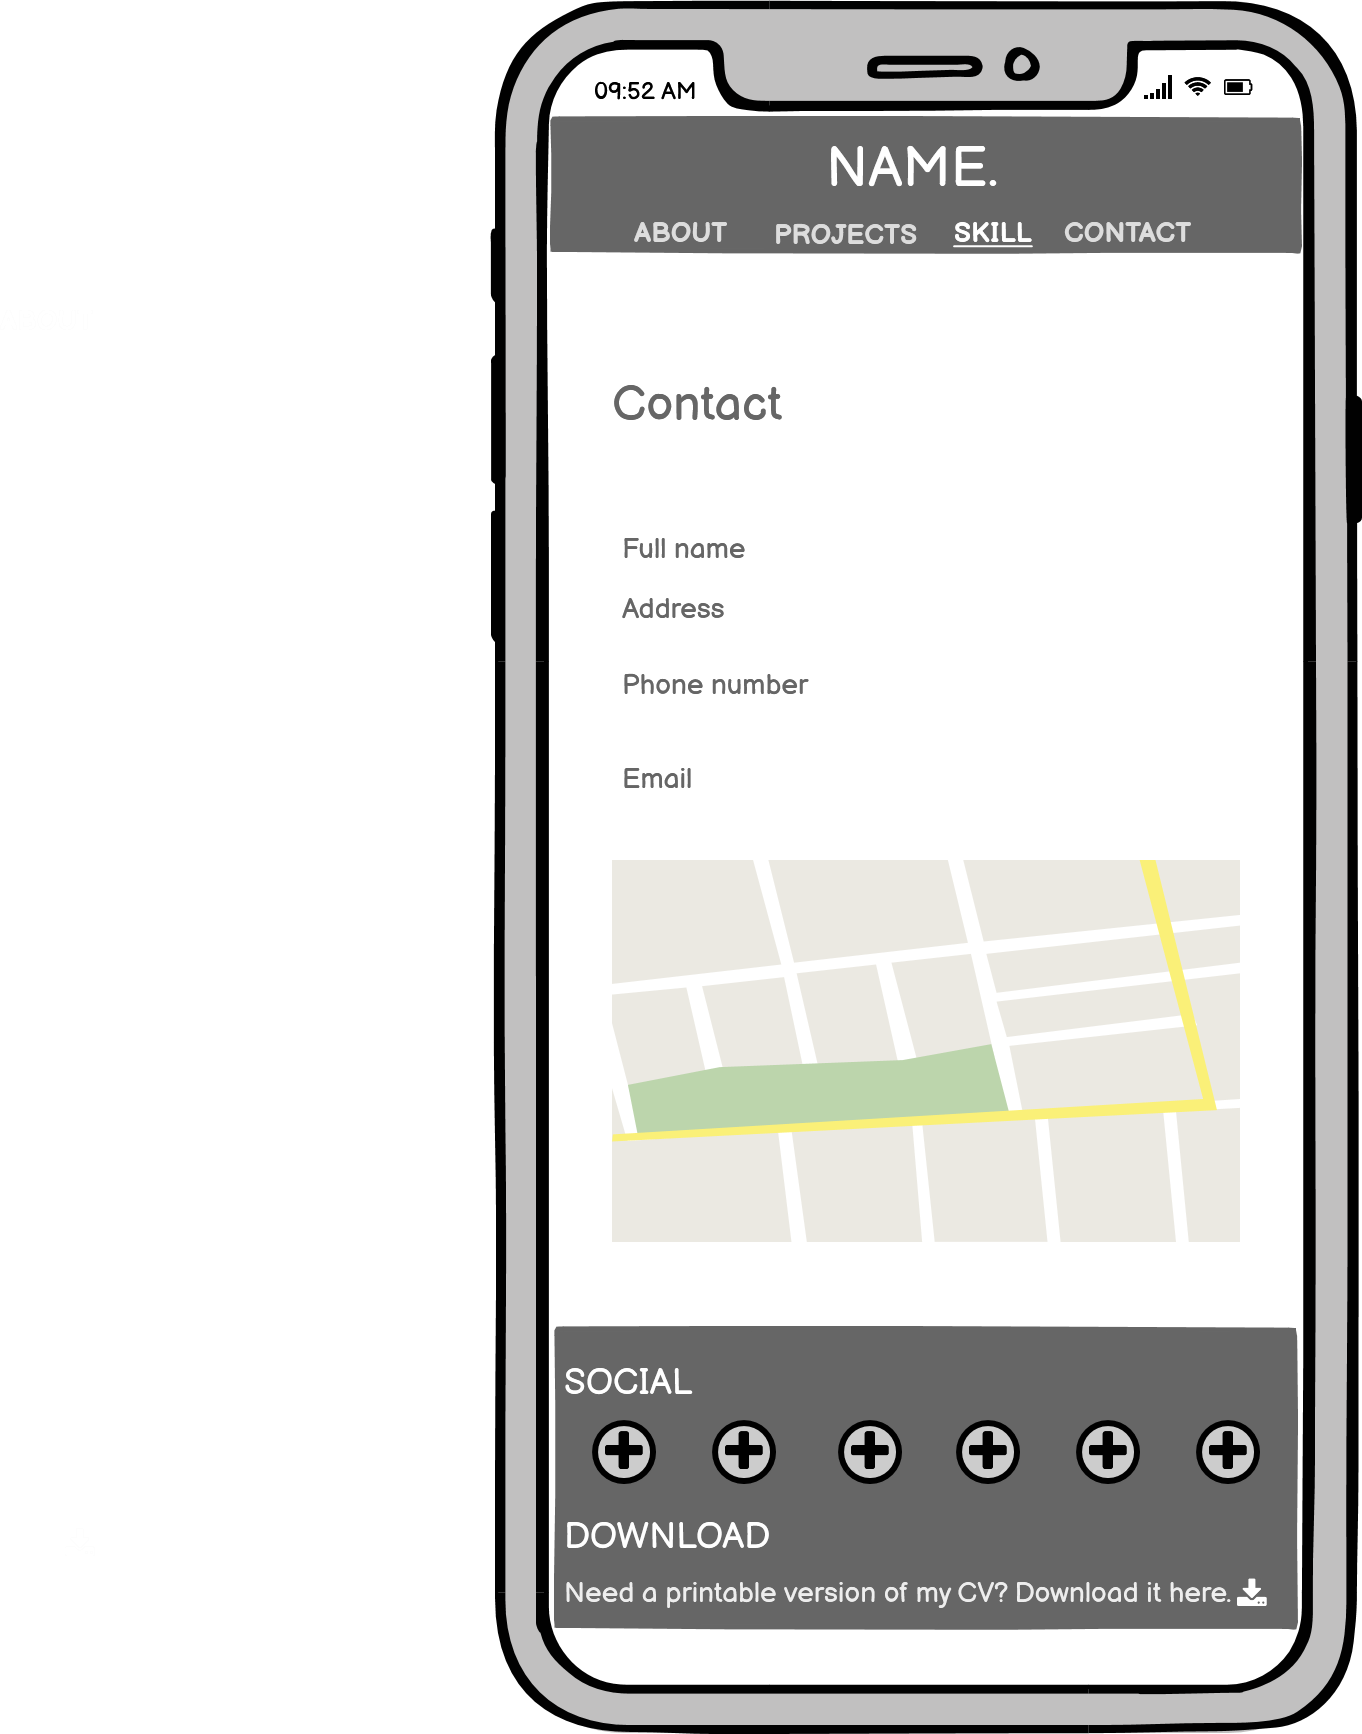 09:52 AM
NAME.
ABOUT PROJECTS SKILL CONTACT
Contact
Full name
Address
Phone number
Email
SOCIAL
DOWNLOAD
Need a printable version of my CV? Download it here.